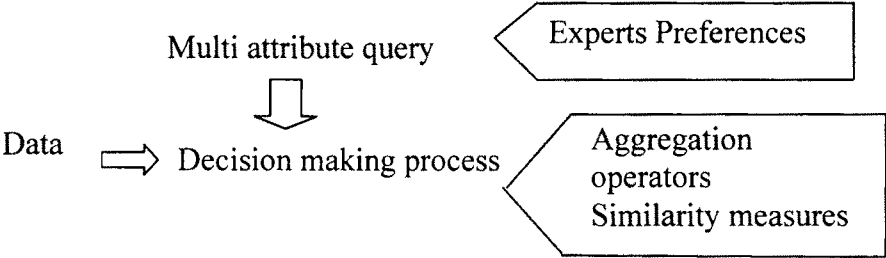 Experts Preferences
Multi attribute query
Data
Decision making process
Aggregation
operators
Similarity measures